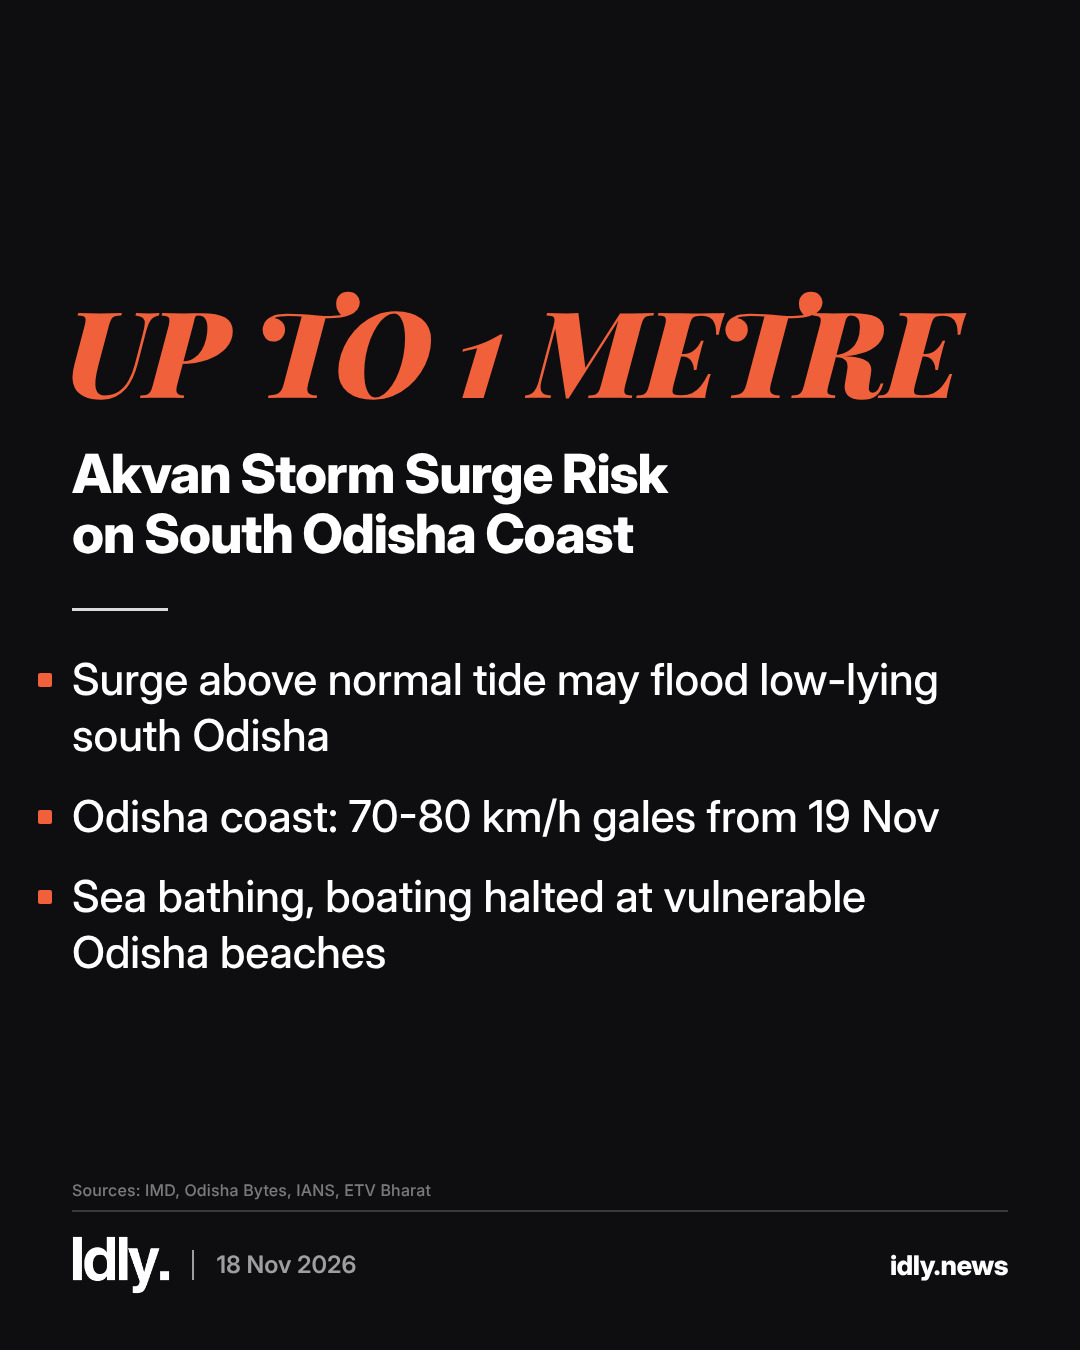 UP TO 1 METRE
Akvan Storm Surge Risk
on South Odisha Coast
Surge above normal tide may flood low-lying
south Odisha
Odisha coast: 70-80 km/h gales from 19 Nov
Sea bathing, boating halted at vulnerable
Odisha beaches
Sources: IMD, Odisha Bytes, IANS, ETV Bharat
Idly. | 18 Nov 2026
idly.news